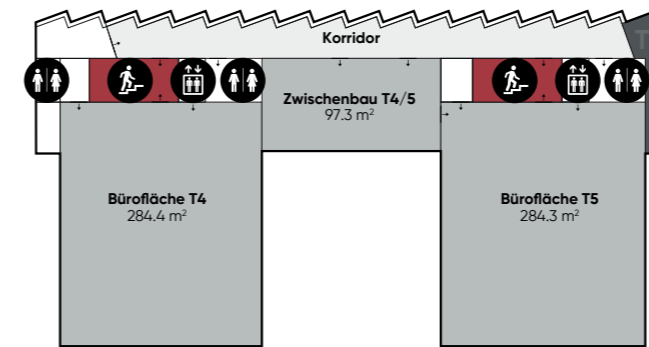 Korridor
T
Zwischenbau T4/5
97.3 m²
Bürofläche T4
284.4 m²
Bürofläche T5
284.3 m²